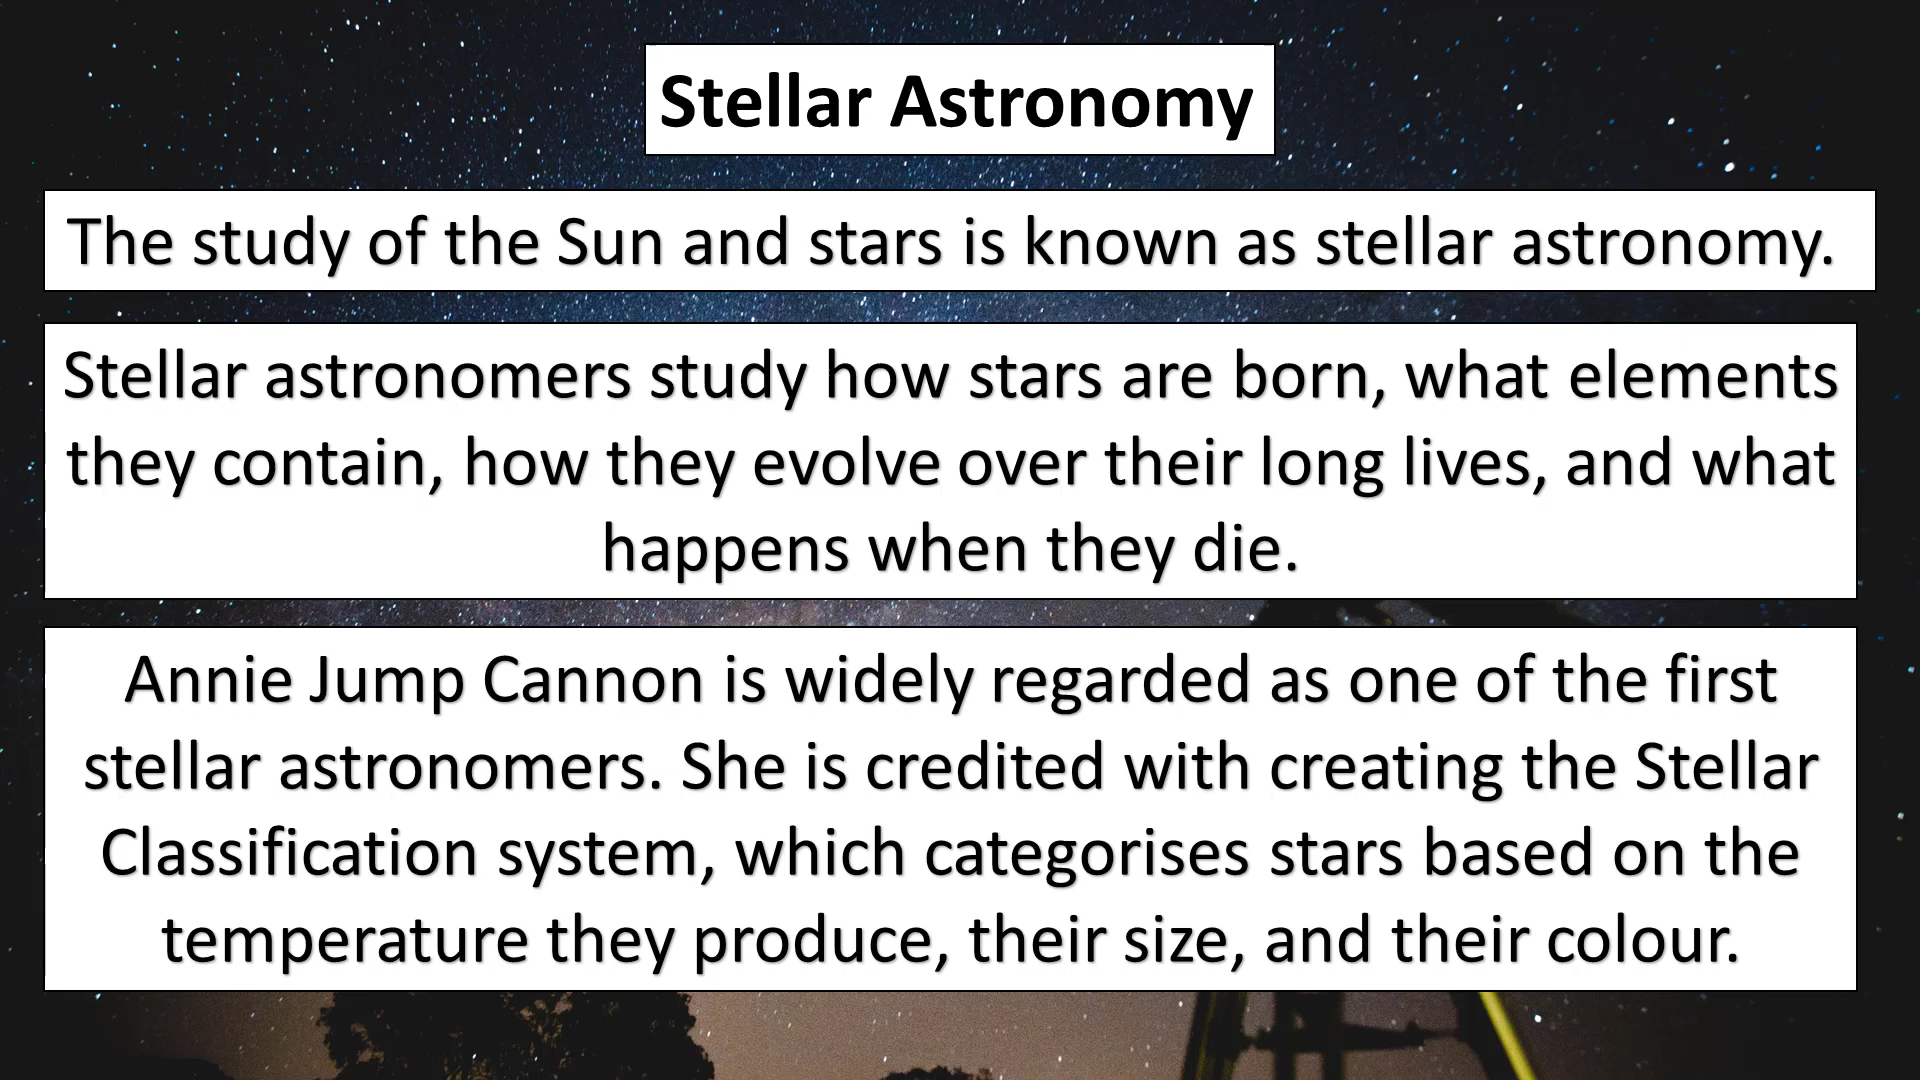 Stellar Astronomy
The study of the Sun and stars is known as stellar astronomy.
Stellar astronomers study how stars are born, what elements
they contain, how they evolve over their long lives, and what
happens when they die.
Annie Jump Cannon is widely regarded as one of the first
stellar astronomers. She is credited with creating the Stellar
Classification system, which categorises stars based on the
temperature they produce, their size, and their colour.